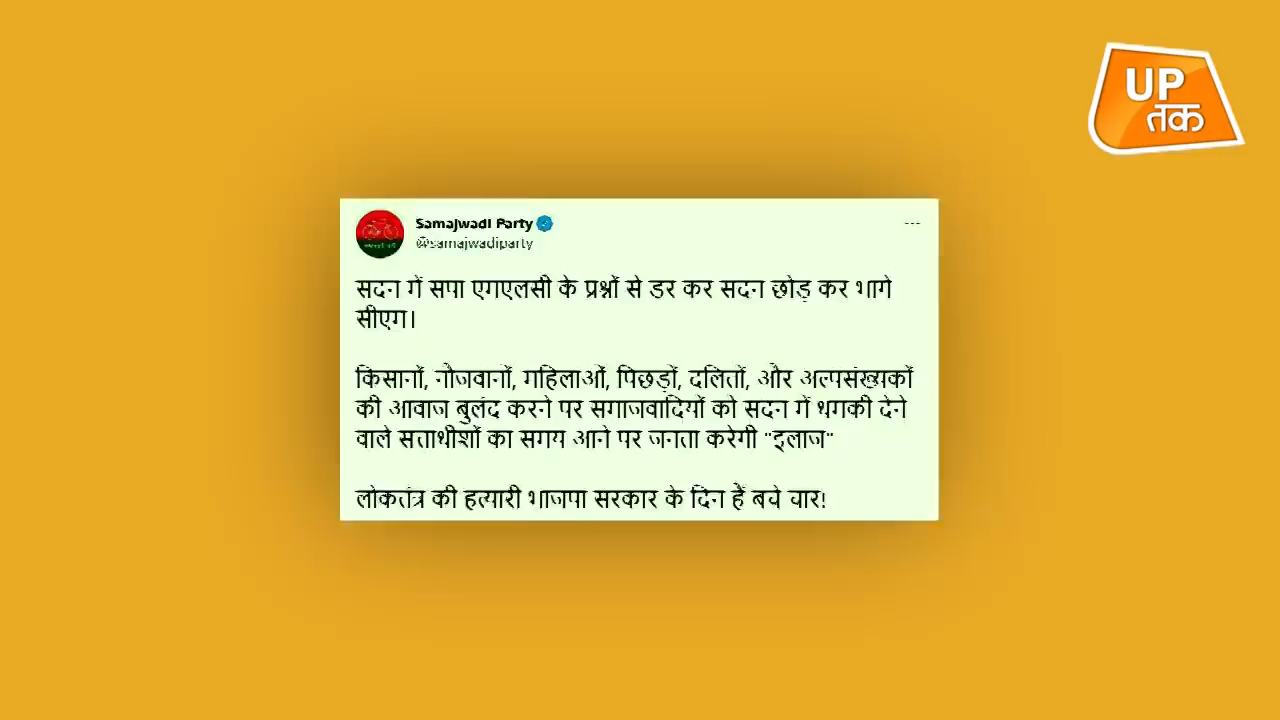 UP
तक
Samajwadi Party
@samajwadiparty
सदन में सपा एमएलसी के प्रश्नों से डर कर सदन छोड़ कर भागे
सीएम।
किसानों, नौजवानों, महिलाओं, पिछड़ों, दलितों, और अल्पसंख्यकों
की आवाज बुलंद करने पर समाजवादियों को सदन में धमकी देने
वाले सत्ताधीशों का समय आने पर जनता करेगी "इलाज"
लोकतंत्र की हत्यारी भाजपा सरकार के दिन हैं बचे चार!